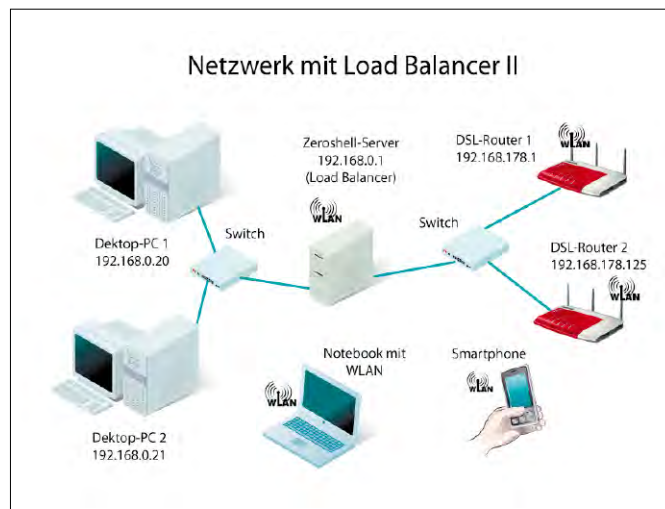 Netzwerk mit Load Balancer II
Zeroshell-Server
192.168.0.1
(Load Balancer)
WLAN
DSL-Router 1
192.168.178.1
WLAN
Dektop-PC 1
192.168.0.20
Switch
Switch
DSL-Router 2
192.168.178.125
WLAN
Dektop-PC 2
192.168.0.21
Notebook mit
WLAN
WLAN
Smartphone
WLAN